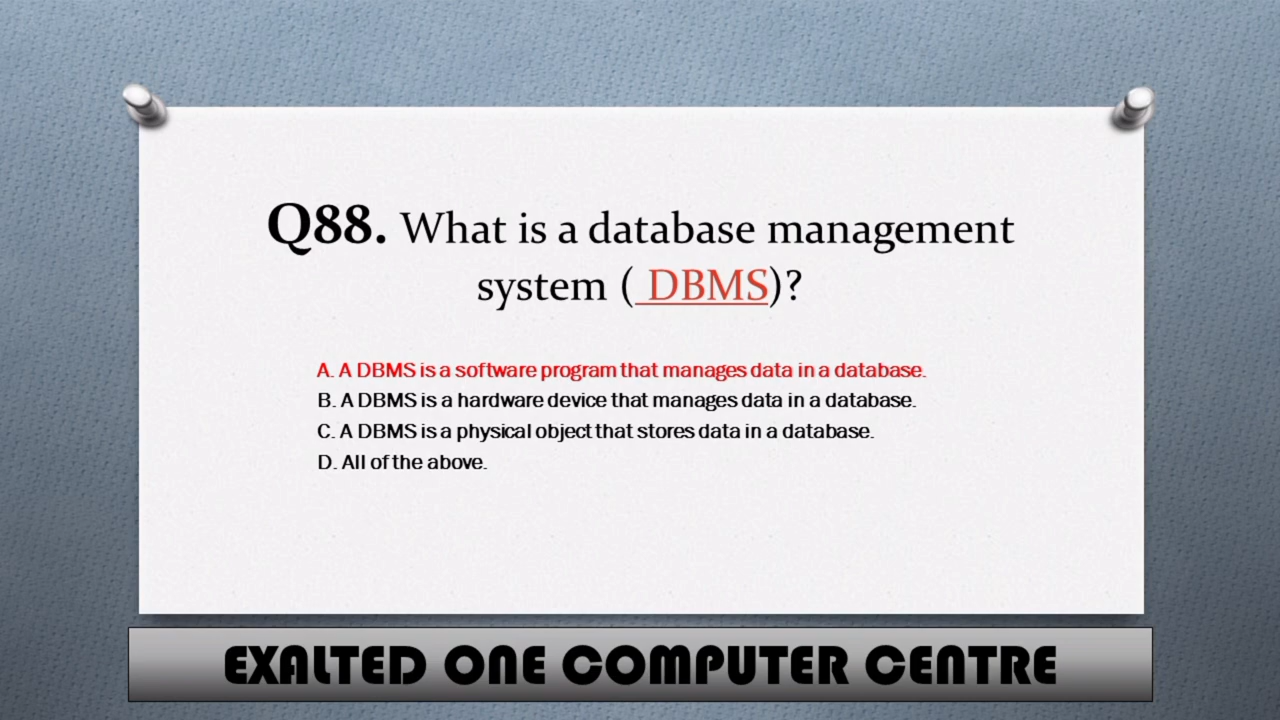 Q88. What is a database management
system ( DBMS)?
A. A DBMS is a software program that manages data in a database.
B. A DBMS is a hardware device that manages data in a database.
C. A DBMS is a physical object that stores data in a database.
D. All of the above.
EXALTED ONE COMPUTER CENTRE